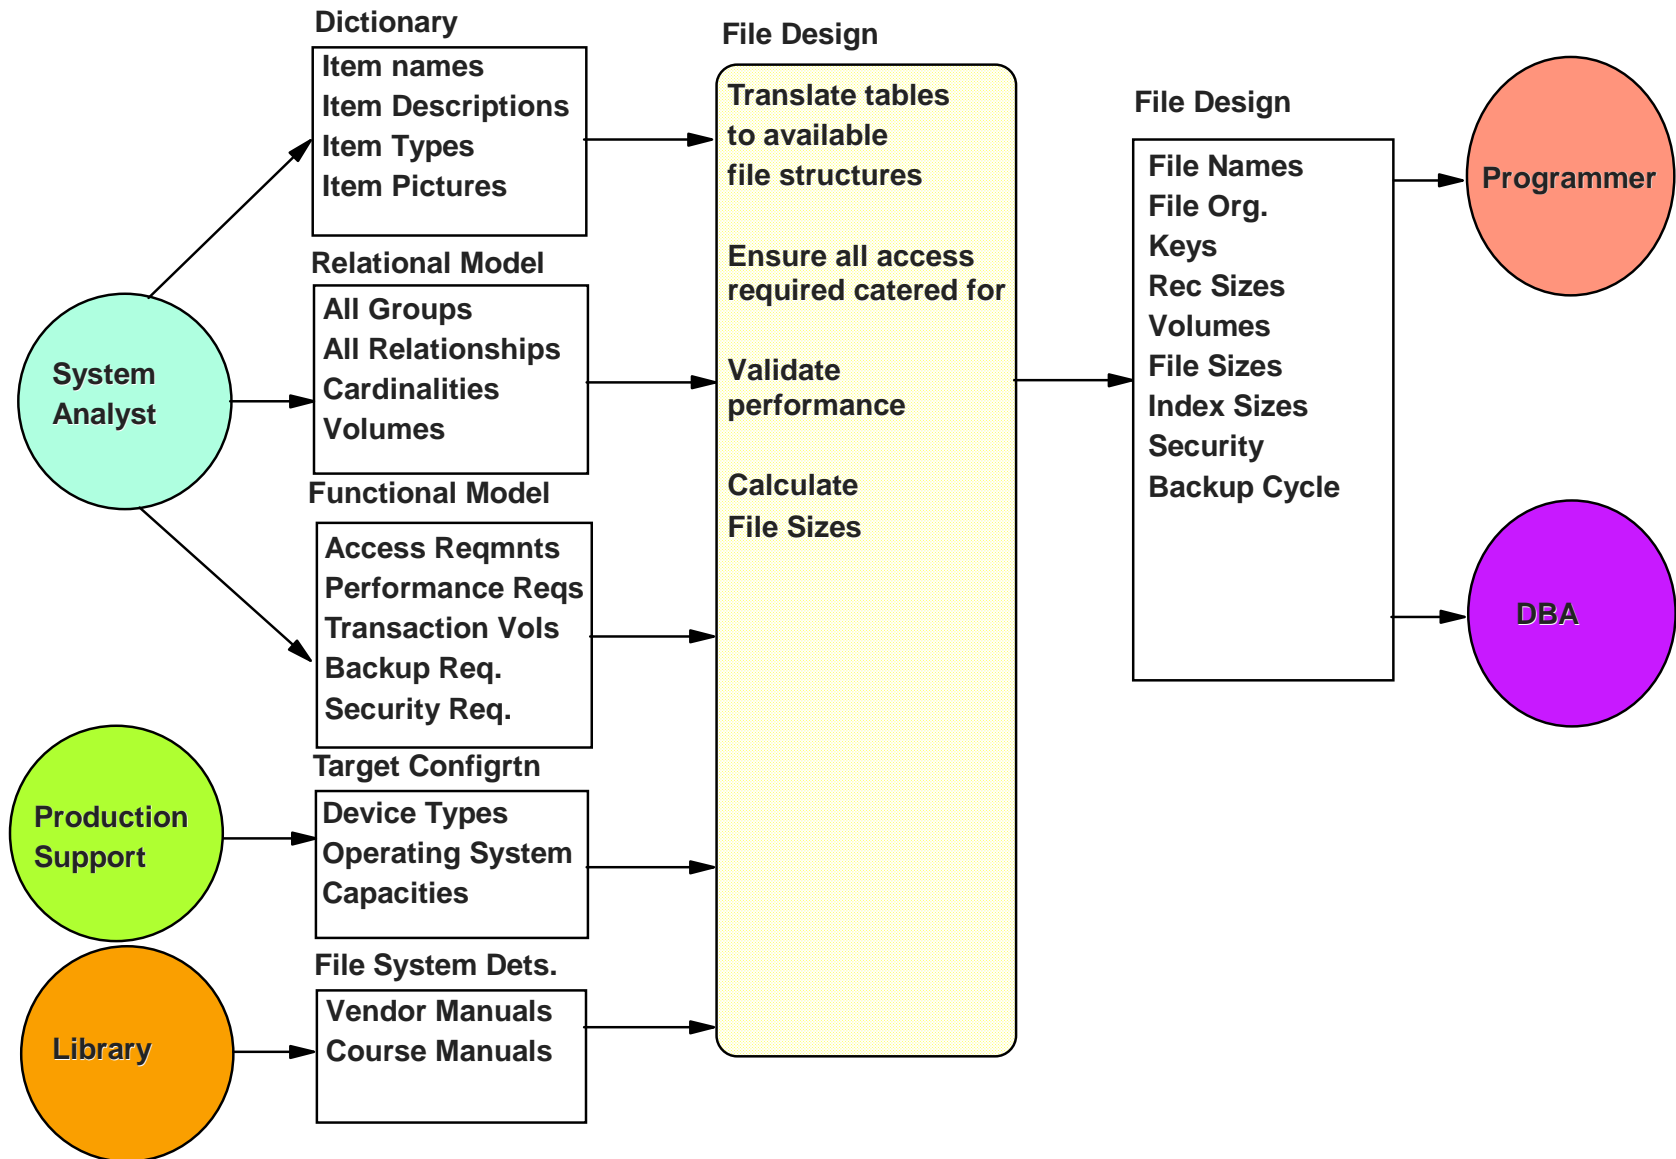 Dictionary
Item names
Item Descriptions
Item Types
Item Pictures
Relational Model
All Groups
All Relationships
Cardinalities
Volumes
Functional Model
Access Reqmnts
Performance Reqs
Transaction Vols
Backup Req.
Security Req.
Target Configrtn
Device Types
Operating System
Capacities
File System Dets.
Vendor Manuals
Course Manuals
System
Analyst
Production
Support
Library
File Design
Translate tables
to available
file structures
Ensure all access
required catered for
Validate
performance
Calculate
File Sizes
File Design
File Names
File Org.
Keys
Rec Sizes
Volumes
File Sizes
Index Sizes
Security
Backup Cycle
Programmer
DBA